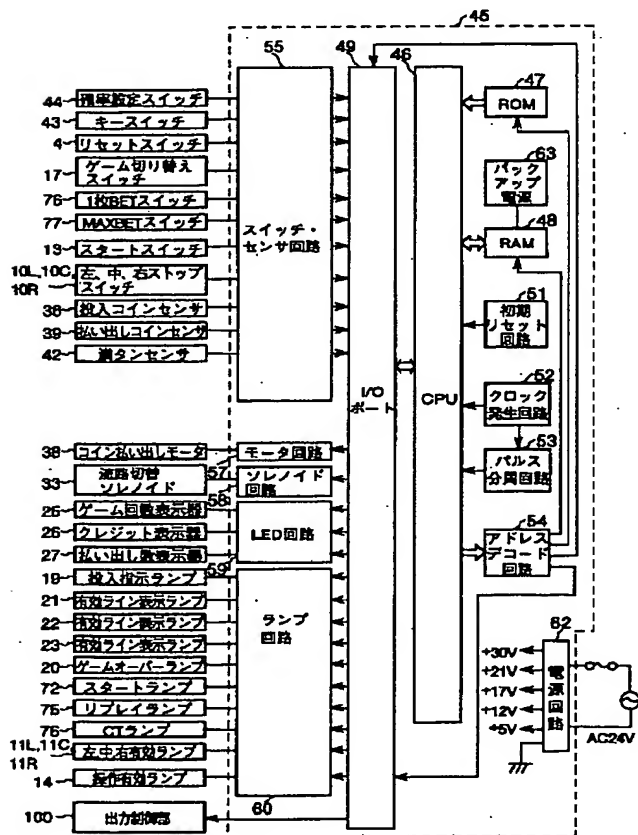 45
55
49
46
47
44 確率設定スイッチ
43 キースイッチ
4 リセットスイッチ
17 ゲーム切り替え
スイッチ
76 1枚BETスイッチ
77 MAXBETスイッチ
13 スタートスイッチ
10L,10C, 左、中、右ストップ
10R スイッチ
36 投入コインセンサ
39 払い出しコインセンサ
42 満タンセンサ
スイッチ・
センサ回路
I/O
ポート
CPU
ROM
63
バック
アップ電源
48
RAM
51
初期
リセット
回路
52
クロック
発生回路
53
パルス
分周回路
54
アドレス
デコード
回路
38 コイン払い出しモータ
モータ回路
33 流路切替
ソレノイド
57
ソレノイド
回路
58
25 ゲーム回数表示器
26 クレジット表示器
27 払い出し数表示器
LED回路
59
19 投入指示ランプ
21 有効ライン表示ランプ
22 有効ライン表示ランプ
23 有効ライン表示ランプ
20 ゲームオーバーランプ
72 スタートランプ
75 リプレイランプ
76 CTランプ
11L,11C, 左中右有効ランプ
11R
14 操作有効ランプ
ランプ
回路
60
100 出力制御部
62
電源回路
+30V
+21V
+17V
+12V
+5V
AC24V